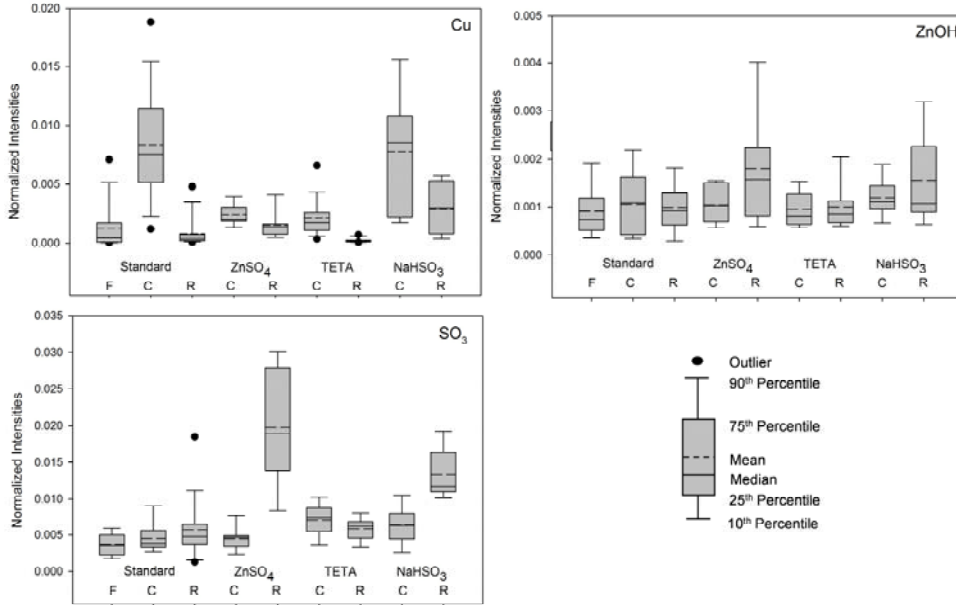 Cu
Normalized Intensities
0.020
0.015
0.010
0.005
0.000
Standard ZnSO4 TETA NaHSO3
F C R C R C R C R
ZnOH
Normalized Intensities
0.005
0.004
0.003
0.002
0.001
0.000
Standard ZnSO4 TETA NaHSO3
F C R C R C R C R
SO3
Normalized Intensities
0.035
0.030
0.025
0.020
0.015
0.010
0.005
0.000
Standard ZnSO4 TETA NaHSO3
F C R C R C R C R
Outlier
90th Percentile
75th Percentile
Mean
Median
25th Percentile
10th Percentile